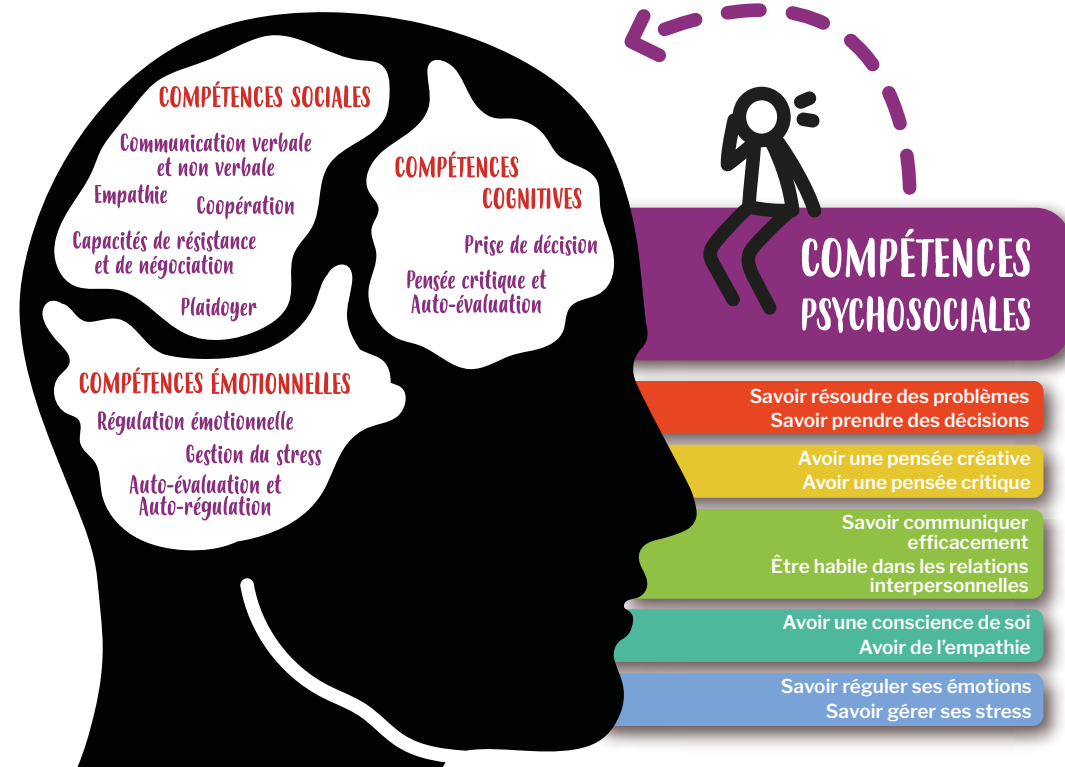 COMPÉTENCES SOCIALES
Communication verbale
et non verbale
Empathie
Coopération
Capacités de résistance
et de négociation
Plaidoyer
COMPÉTENCES
COGNITIVES
Prise de décision
Pensée critique et
Auto-évaluation
COMPÉTENCES ÉMOTIONNELLES
Régulation émotionnelle
Gestion du stress
Auto-évaluation et
Auto-régulation
COMPÉTENCES
PSYCHOSOCIALES
Savoir résoudre des problèmes
Savoir prendre des décisions
Avoir une pensée créative
Avoir une pensée critique
Savoir communiquer
efficacement
Être habile dans les relations
interpersonnelles
Avoir une conscience de soi
Avoir de l'empathie
Savoir réguler ses émotions
Savoir gérer ses stress